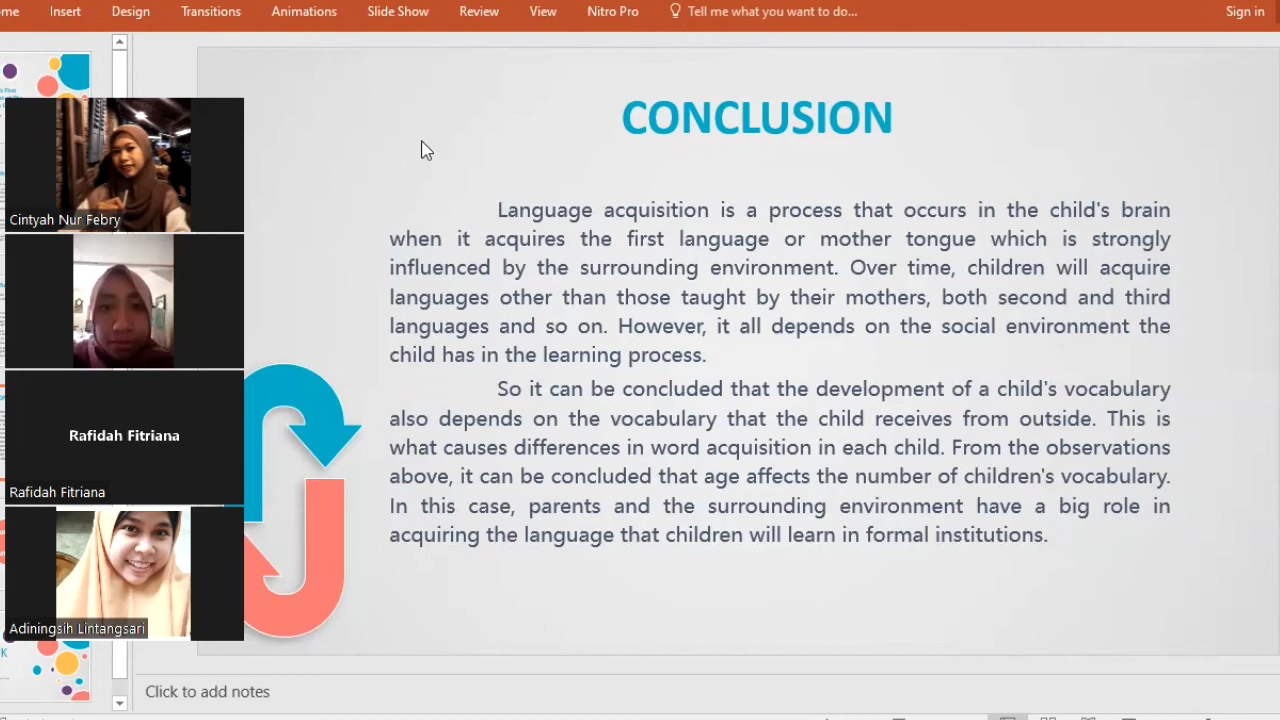 ome Insert Design Transitions Animations Slide Show Review View Nitro Pro Tell me what you want to do... Sign in
CONCLUSION
Cintyah Nur Febry
Rafidah Fitriana
Rafidah Fitriana
Adiningsih Lintangsari
Language acquisition is a process that occurs in the child's brain
when it acquires the first language or mother tongue which is strongly
influenced by the surrounding environment. Over time, children will acquire
languages other than those taught by their mothers, both second and third
languages and so on. However, it all depends on the social environment the
child has in the learning process.
So it can be concluded that the development of a child's vocabulary
also depends on the vocabulary that the child receives from outside. This is
what causes differences in word acquisition in each child. From the observations
above, it can be concluded that age affects the number of children's vocabulary.
In this case, parents and the surrounding environment have a big role in
acquiring the language that children will learn in formal institutions.
K
Click to add notes